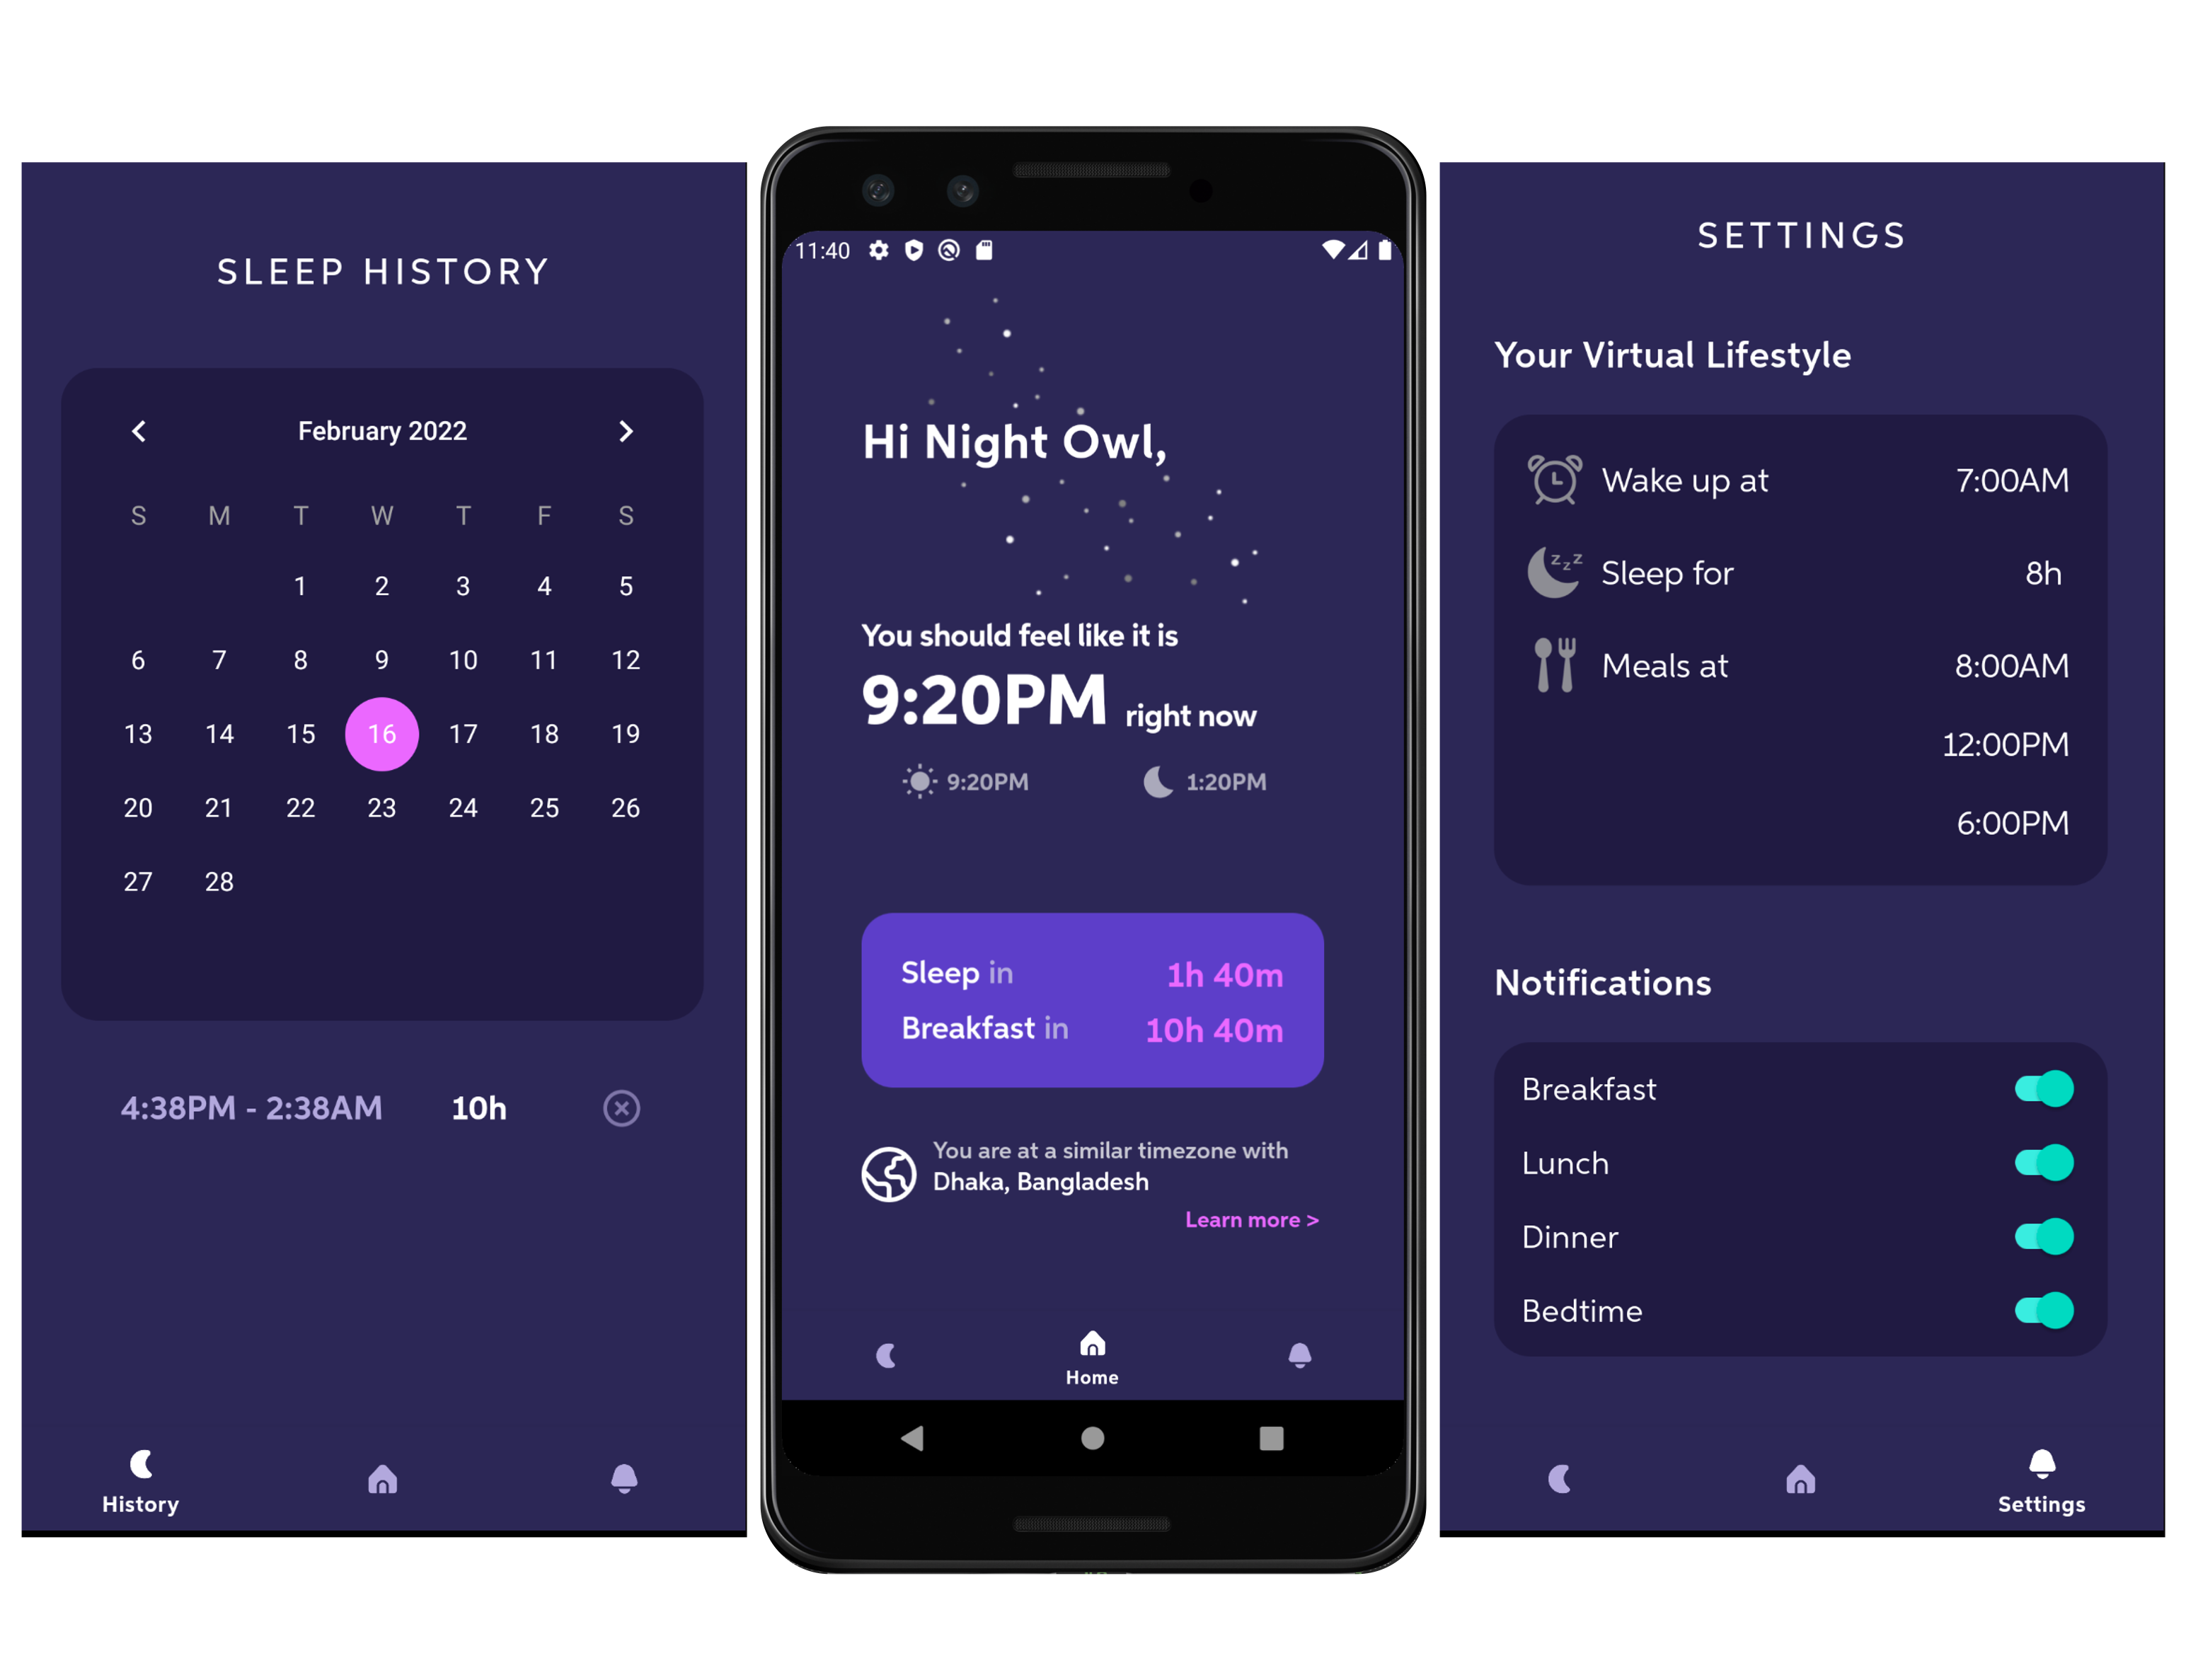 SLEEP HISTORY
February 2022
S M T W T F S
1 2 3 4 5
6 7 8 9 10 11 12
13 14 15 16 17 18 19
20 21 22 23 24 25 26
27 28
4:38PM - 2:38AM 10h
History
11:40
Hi Night Owl,
You should feel like it is
9:20PM right now
9:20PM 1:20PM
Sleep in 1h 40m
Breakfast in 10h 40m
You are at a similar timezone with
Dhaka, Bangladesh
Learn more >
Home
SETTINGS
Your Virtual Lifestyle
Wake up at 7:00AM
zzz
Sleep for 8h
Meals at 8:00AM
12:00PM
6:00PM
Notifications
Breakfast
Lunch
Dinner
Bedtime
Settings